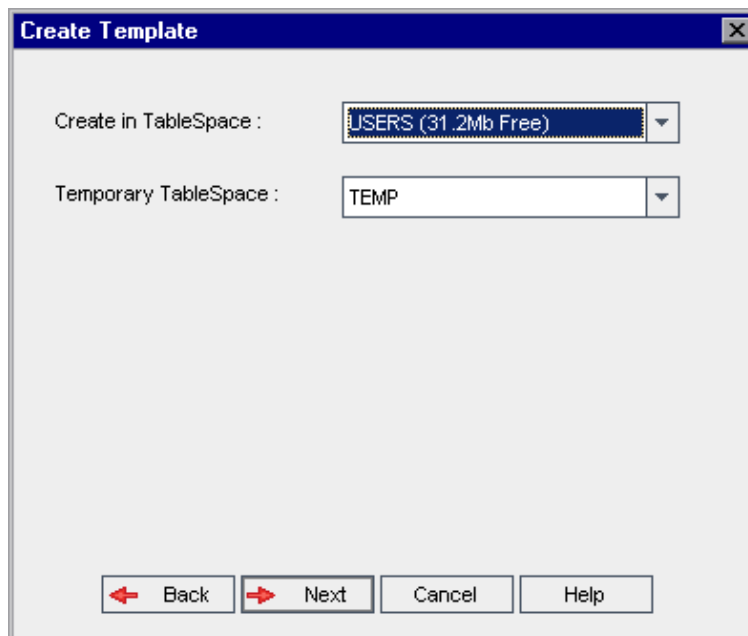 Create Template
Create in TableSpace : USERS (31.2Mb Free)
Temporary TableSpace : TEMP
Back Next Cancel Help